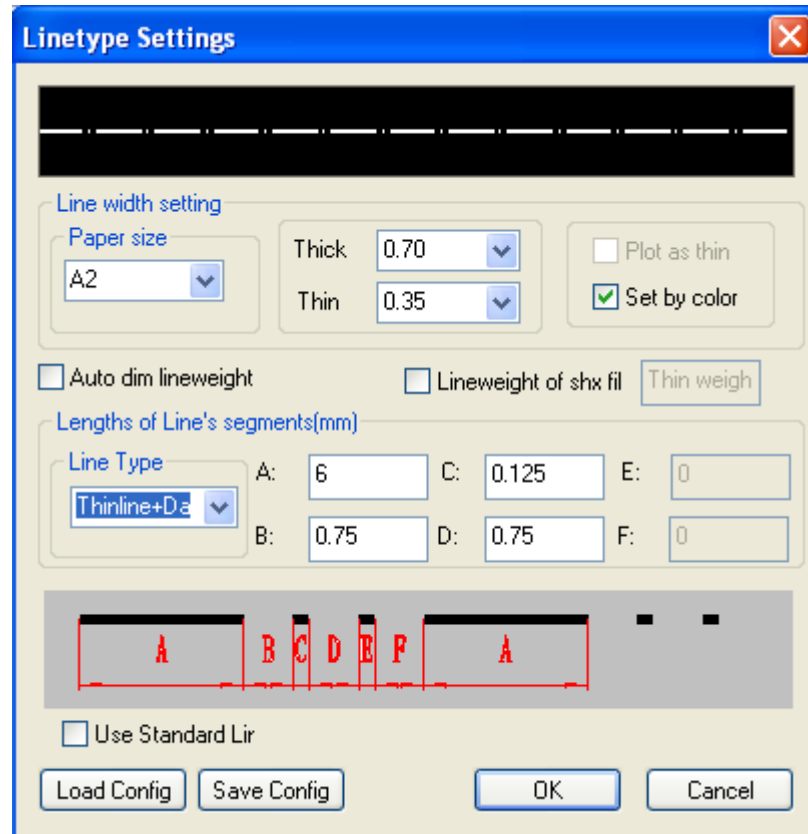 Linetype Settings
Line width setting
Paper size
A2
Thick 0.70
Thin 0.35
Plot as thin
Set by color
Auto dim lineweight
Lineweight of shx fil
Thin weigh
Lengths of Line's segments(mm)
Line Type
Thinline+Da
A: 6 C: 0.125 E: 0
B: 0.75 D: 0.75 F: 0
A B C D E F A
Use Standard Lir
Load Config Save Config OK Cancel